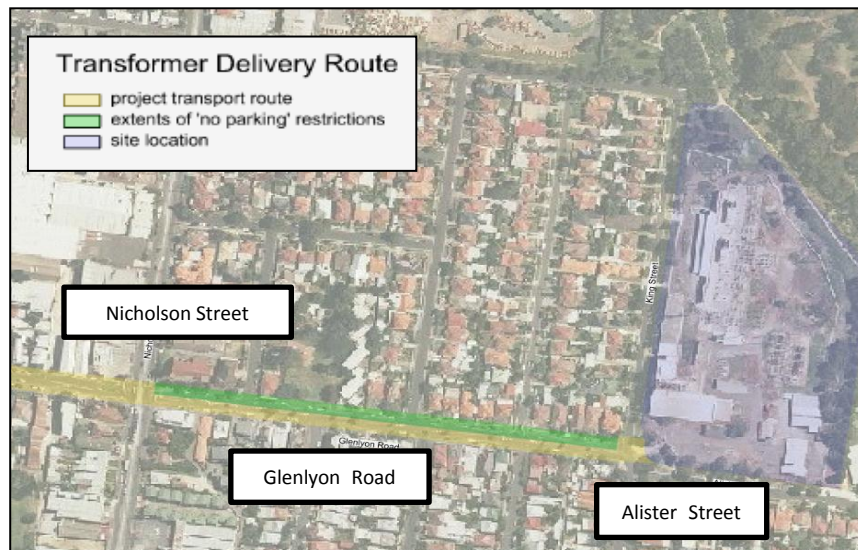 Transformer Delivery Route
project transport route
extents of 'no parking' restrictions
site location
King Street
Nicholson Street
Glenlyon Road
Glenlyon Road
Alister Street